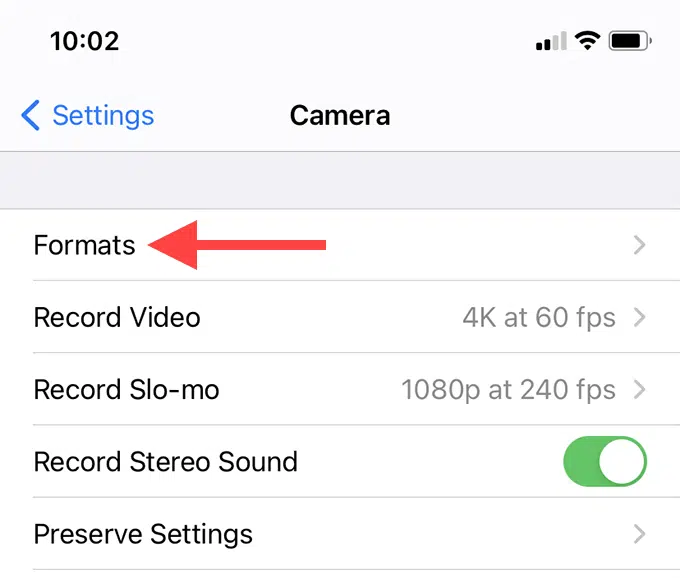 10:02
Settings Camera
Formats
Record Video 4K at 60 fps
Record Slo-mo 1080p at 240 fps
Record Stereo Sound
Preserve Settings